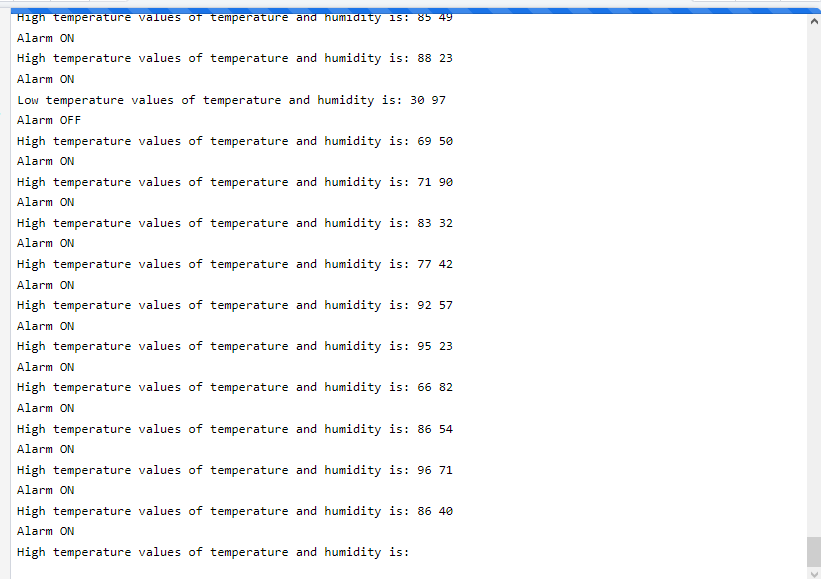 High temperature values of temperature and humidity is: 85 49
Alarm ON
High temperature values of temperature and humidity is: 88 23
Alarm ON
Low temperature values of temperature and humidity is: 30 97
Alarm OFF
High temperature values of temperature and humidity is: 69 50
Alarm ON
High temperature values of temperature and humidity is: 71 90
Alarm ON
High temperature values of temperature and humidity is: 83 32
Alarm ON
High temperature values of temperature and humidity is: 77 42
Alarm ON
High temperature values of temperature and humidity is: 92 57
Alarm ON
High temperature values of temperature and humidity is: 95 23
Alarm ON
High temperature values of temperature and humidity is: 66 82
Alarm ON
High temperature values of temperature and humidity is: 86 54
Alarm ON
High temperature values of temperature and humidity is: 96 71
Alarm ON
High temperature values of temperature and humidity is: 86 40
Alarm ON
High temperature values of temperature and humidity is: